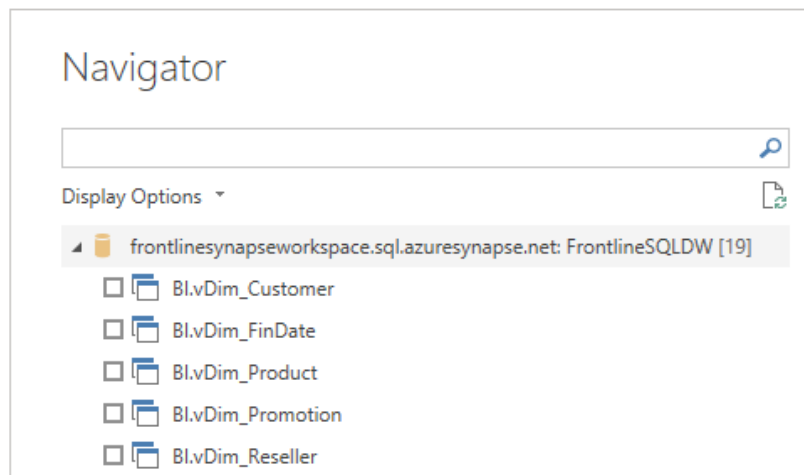 Navigator
Display Options
frontlinesynapseworkspace.sql.azuresynapse.net: FrontlineSQLDW [19]
BI.vDim_Customer
BI.vDim_FinDate
BI.vDim_Product
BI.vDim_Promotion
BI.vDim_Reseller